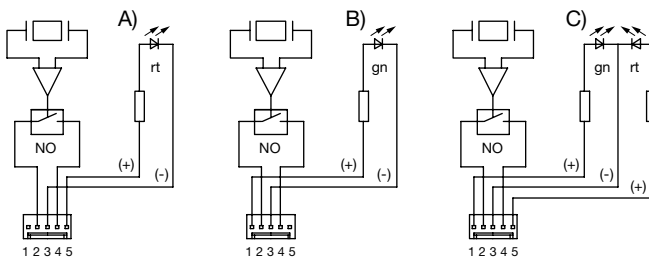 A)
rt
NO
(+)
(-)
1 2 3 4 5
B)
gn
NO
(+)
(-)
1 2 3 4 5
C)
gn rt
NO
(+)
(-)
(+)
1 2 3 4 5